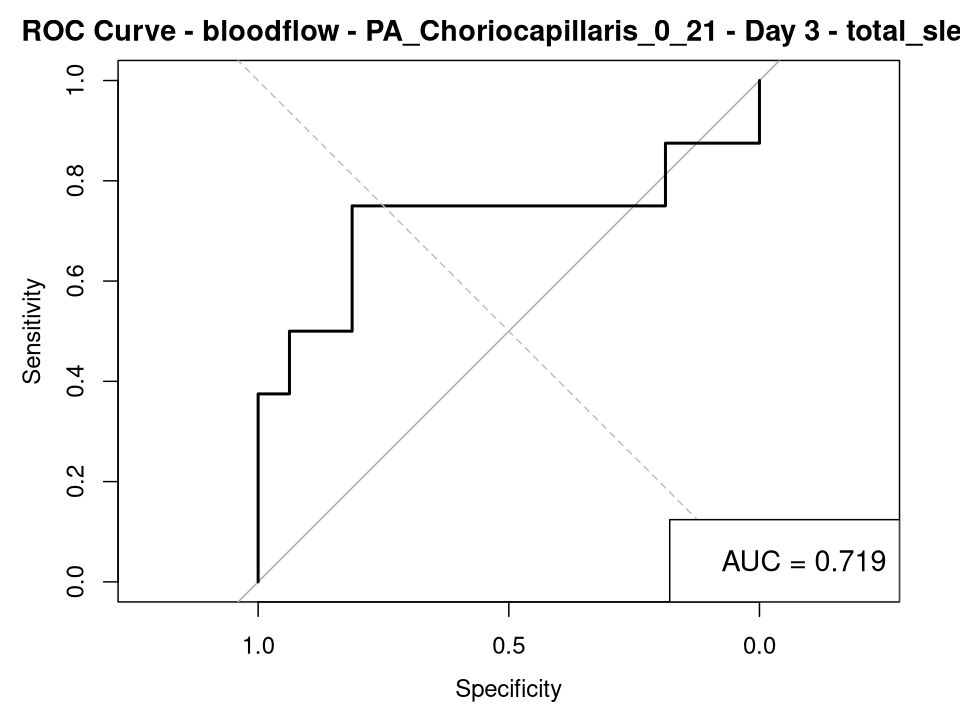 ROC Curve - bloodflow - PA_Choriocapillaris_0_21 - Day 3 - total_sle
1.0
0.8
0.6
0.4
0.2
0.0
Sensitivity
AUC = 0.719
1.0 0.5 0.0
Specificity